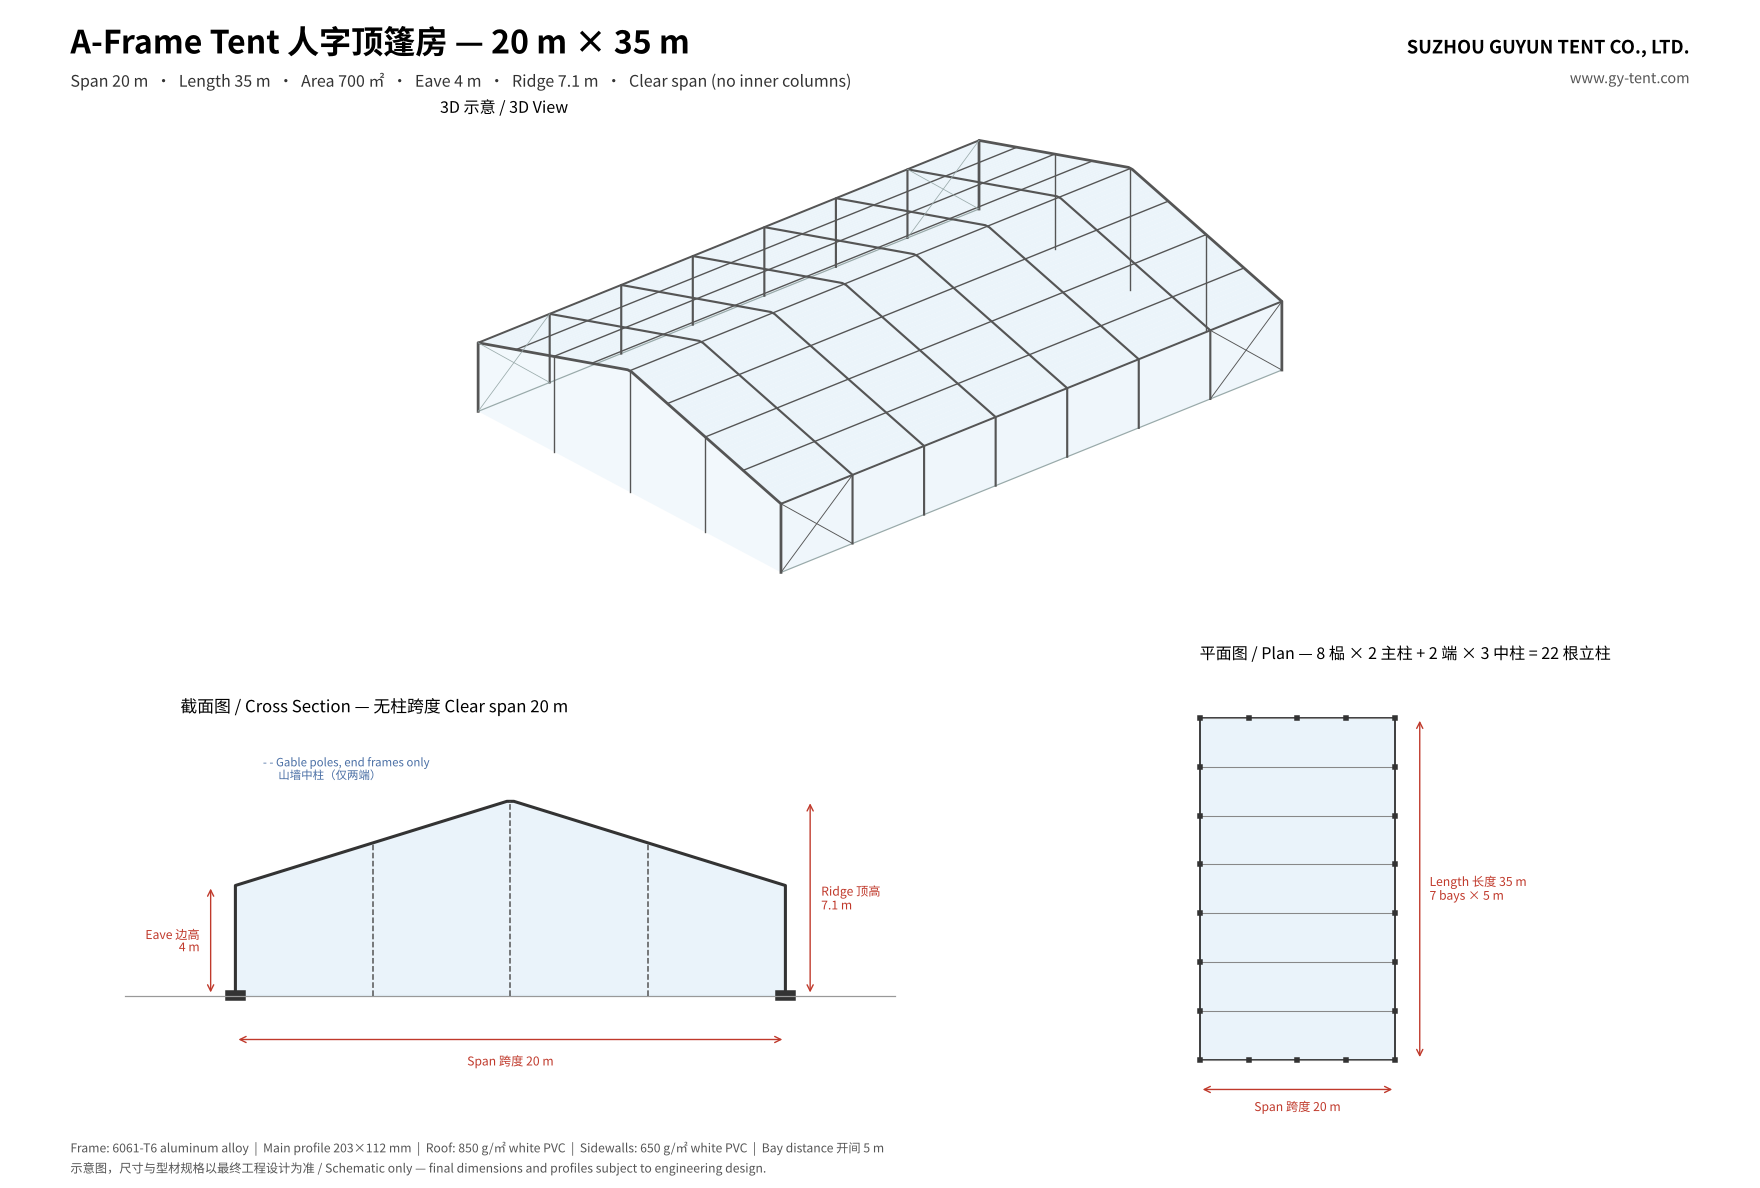 A-Frame Tent 人字顶篷房 — 20 m × 35 m
SUZHOU GUYUN TENT CO., LTD.
Span 20 m • Length 35 m • Area 700 ㎡ • Eave 4 m • Ridge 7.1 m • Clear span (no inner columns)
www.gy-tent.com
3D 示意 / 3D View
平面图 / Plan — 8 榀 × 2 主柱 + 2 端 × 3 中柱 = 22 根立柱
截面图 / Cross Section — 无柱跨度 Clear span 20 m
- - Gable poles, end frames only
山墙中柱（仅两端）
Ridge 顶高
7.1 m
Eave 边高
4 m
Span 跨度 20 m
Length 长度 35 m
7 bays × 5 m
Span 跨度 20 m
Frame: 6061-T6 aluminum alloy | Main profile 203×112 mm | Roof: 850 g/㎡ white PVC | Sidewalls: 650 g/㎡ white PVC | Bay distance 开间 5 m
示意图，尺寸与型材规格以最终工程设计为准 / Schematic only — final dimensions and profiles subject to engineering design.